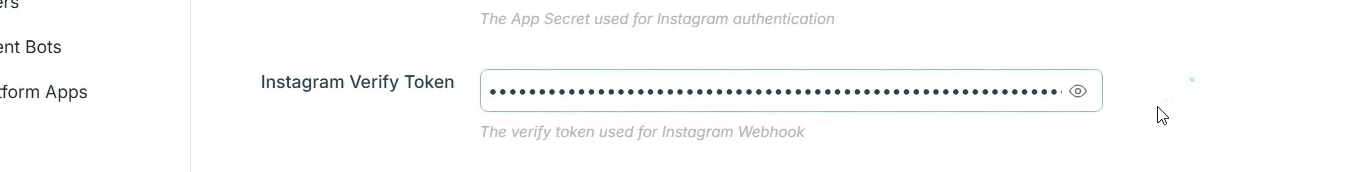 The App Secret used for Instagram authentication
ent Bots
Instagram Verify Token
tform Apps
The verify token used for Instagram Webhook